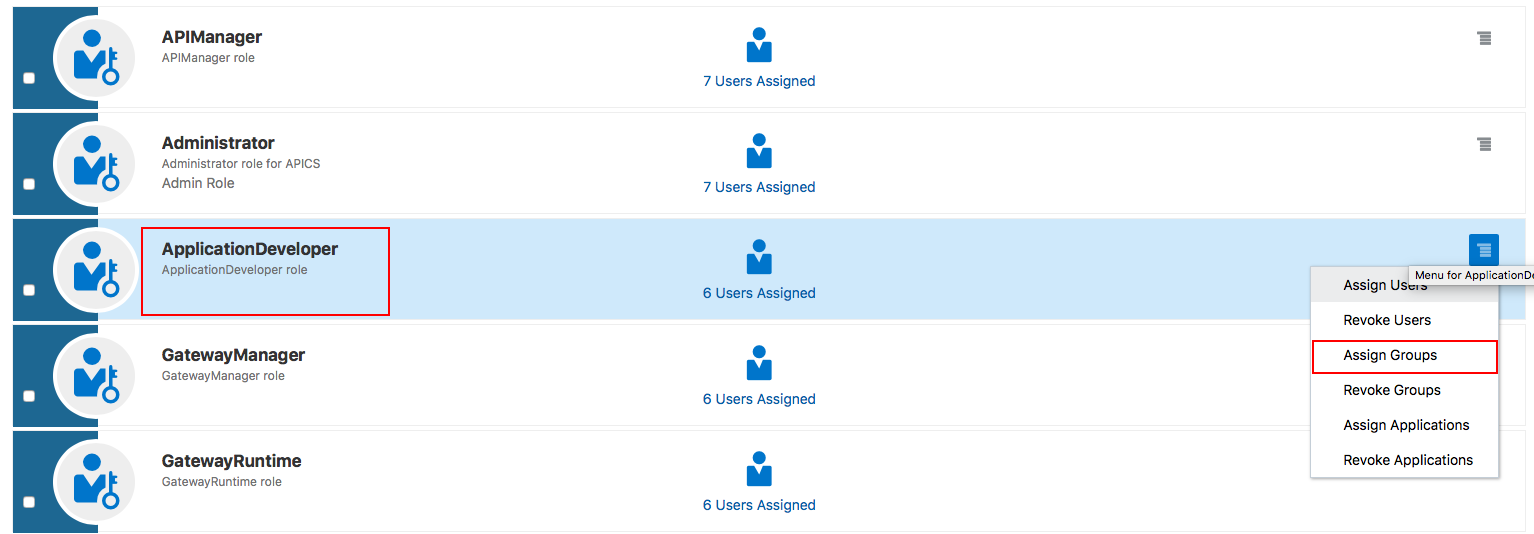 APIManager
APIManager role
7 Users Assigned
Administrator
Administrator role for APICS
Admin Role
7 Users Assigned
ApplicationDeveloper
ApplicationDeveloper role
6 Users Assigned
Menu for ApplicationDe
Assign Users
Revoke Users
Assign Groups
Revoke Groups
Assign Applications
Revoke Applications
GatewayManager
GatewayManager role
6 Users Assigned
GatewayRuntime
GatewayRuntime role
6 Users Assigned